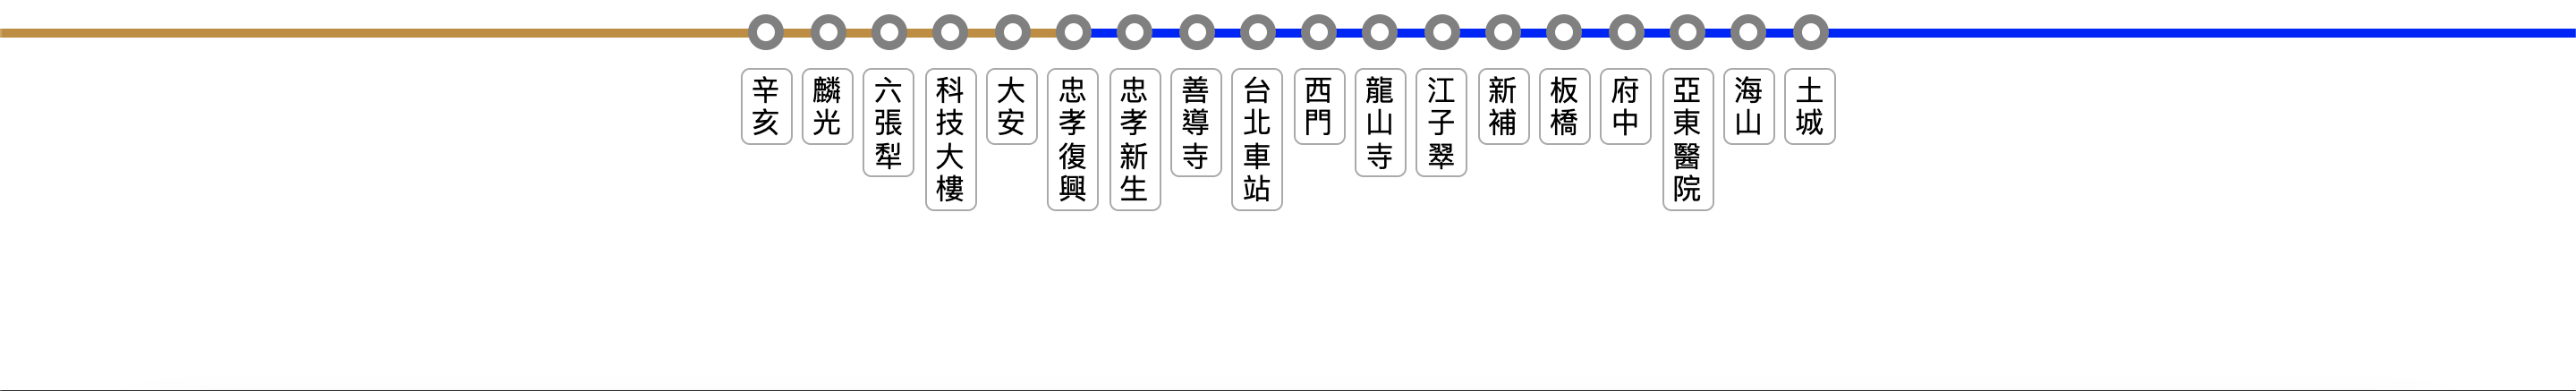 辛亥
麟光
六張犁
科技大樓
大安
忠孝復興
忠孝新生
善導寺
台北車站
西門
龍山寺
江子翠
新補
板橋
府中
亞東醫院
海山
土城